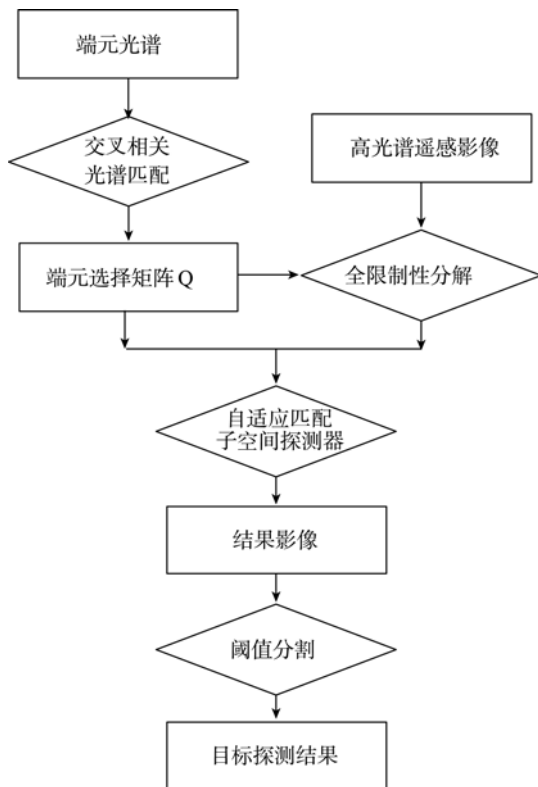 端元光谱
交叉相关
光谱匹配
高光谱遥感影像
端元选择矩阵Q
全限制性分解
自适应匹配
子空间探测器
结果影像
阈值分割
目标探测结果